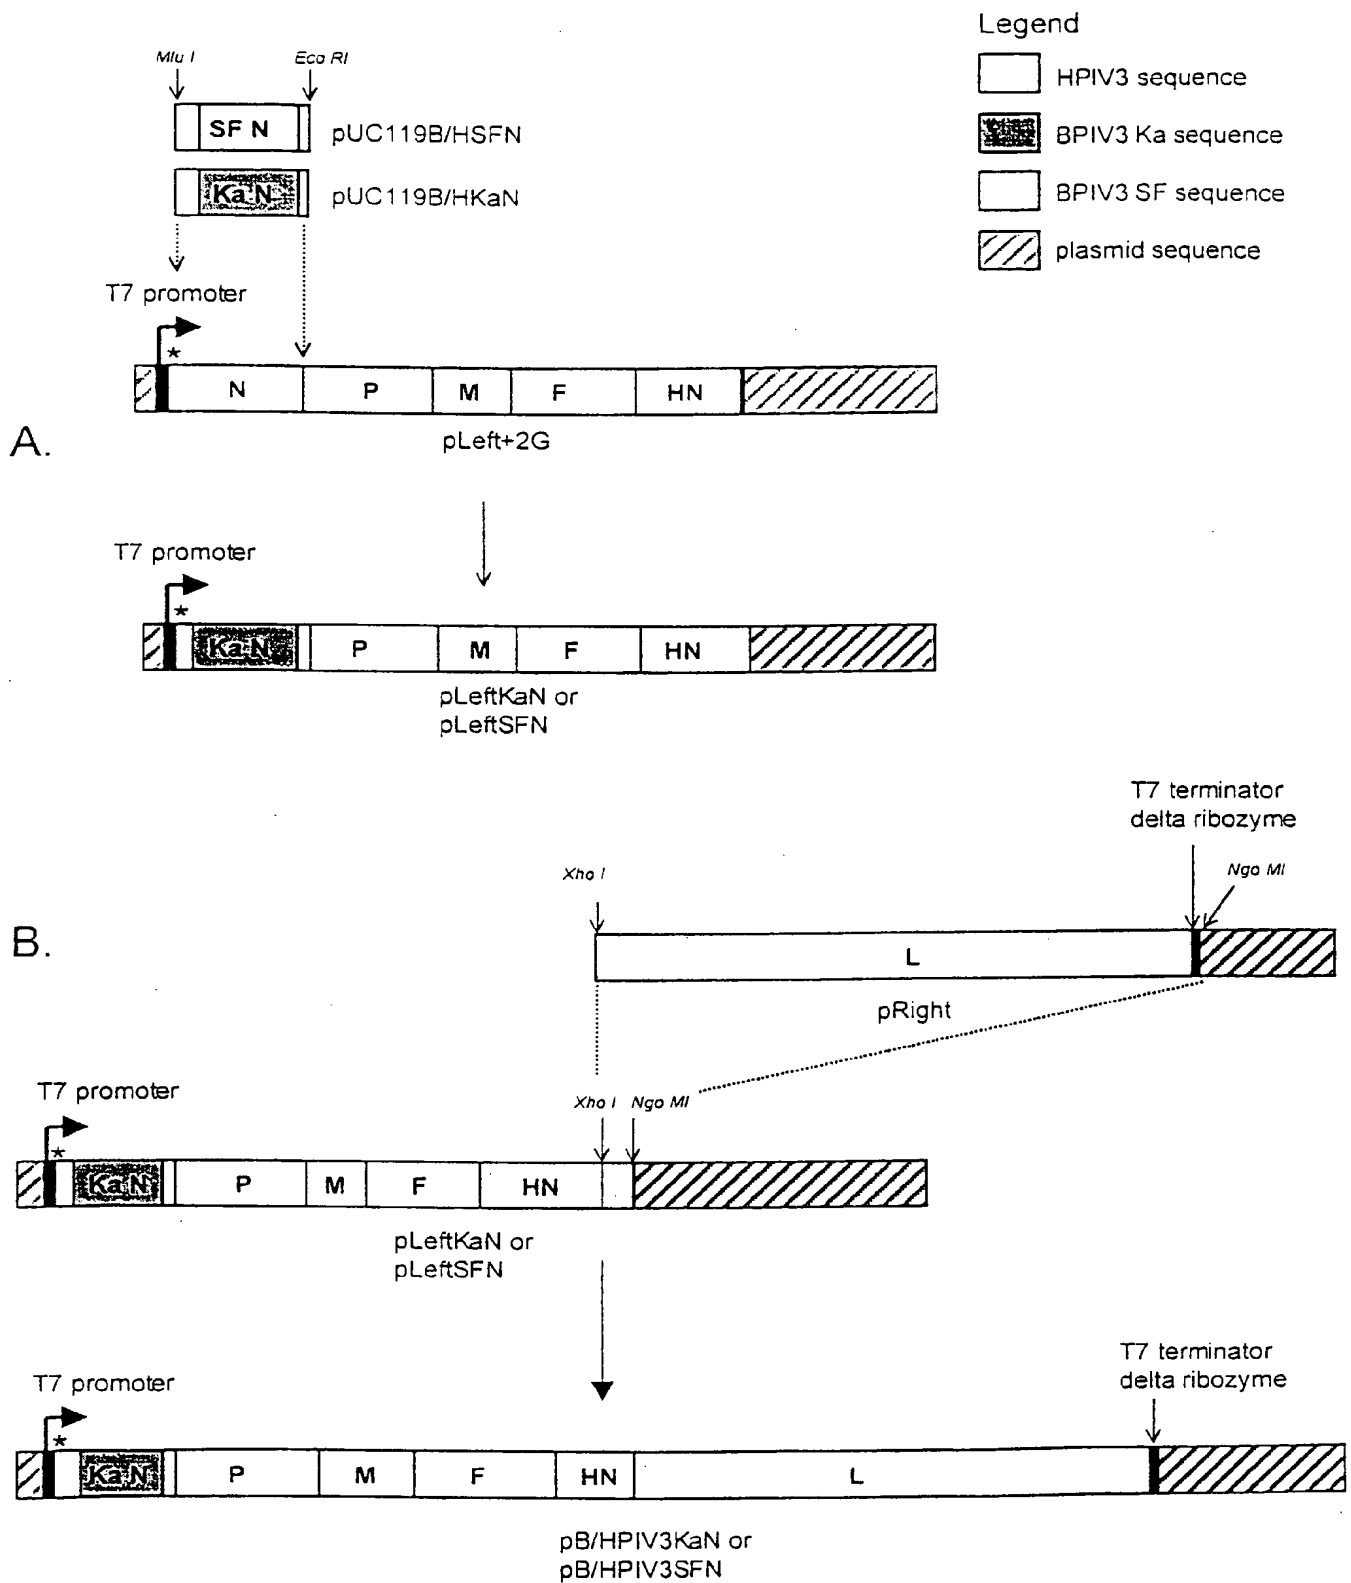 Legend
HPIV3 sequence
BPIV3 Ka sequence
BPIV3 SF sequence
plasmid sequence
Mlu I
Eco RI
SF N
pUC119B/HSFN
Ka N
pUC119B/HKaN
T7 promoter
*
N P M F HN
pLeft+2G
A.
T7 promoter
*
Ka N P M F HN
pLeftKaN or
pLeftSFN
T7 terminator
delta ribozyme
Xho I
Ngo MI
B.
L
pRight
T7 promoter
Xho I Ngo MI
*
Ka N P M F HN
pLeftKaN or
pLeftSFN
T7 terminator
delta ribozyme
T7 promoter
*
Ka N P M F HN L
pB/HPIV3KaN or
pB/HPIV3SFN